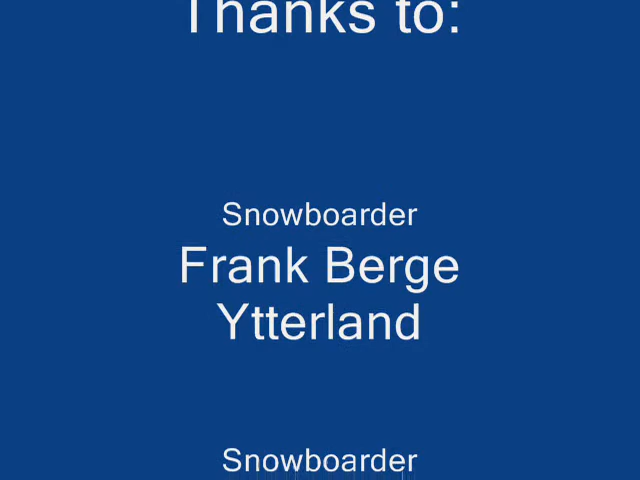 Thanks to:
Snowboarder
Frank Berge
Ytterland
Snowboarder